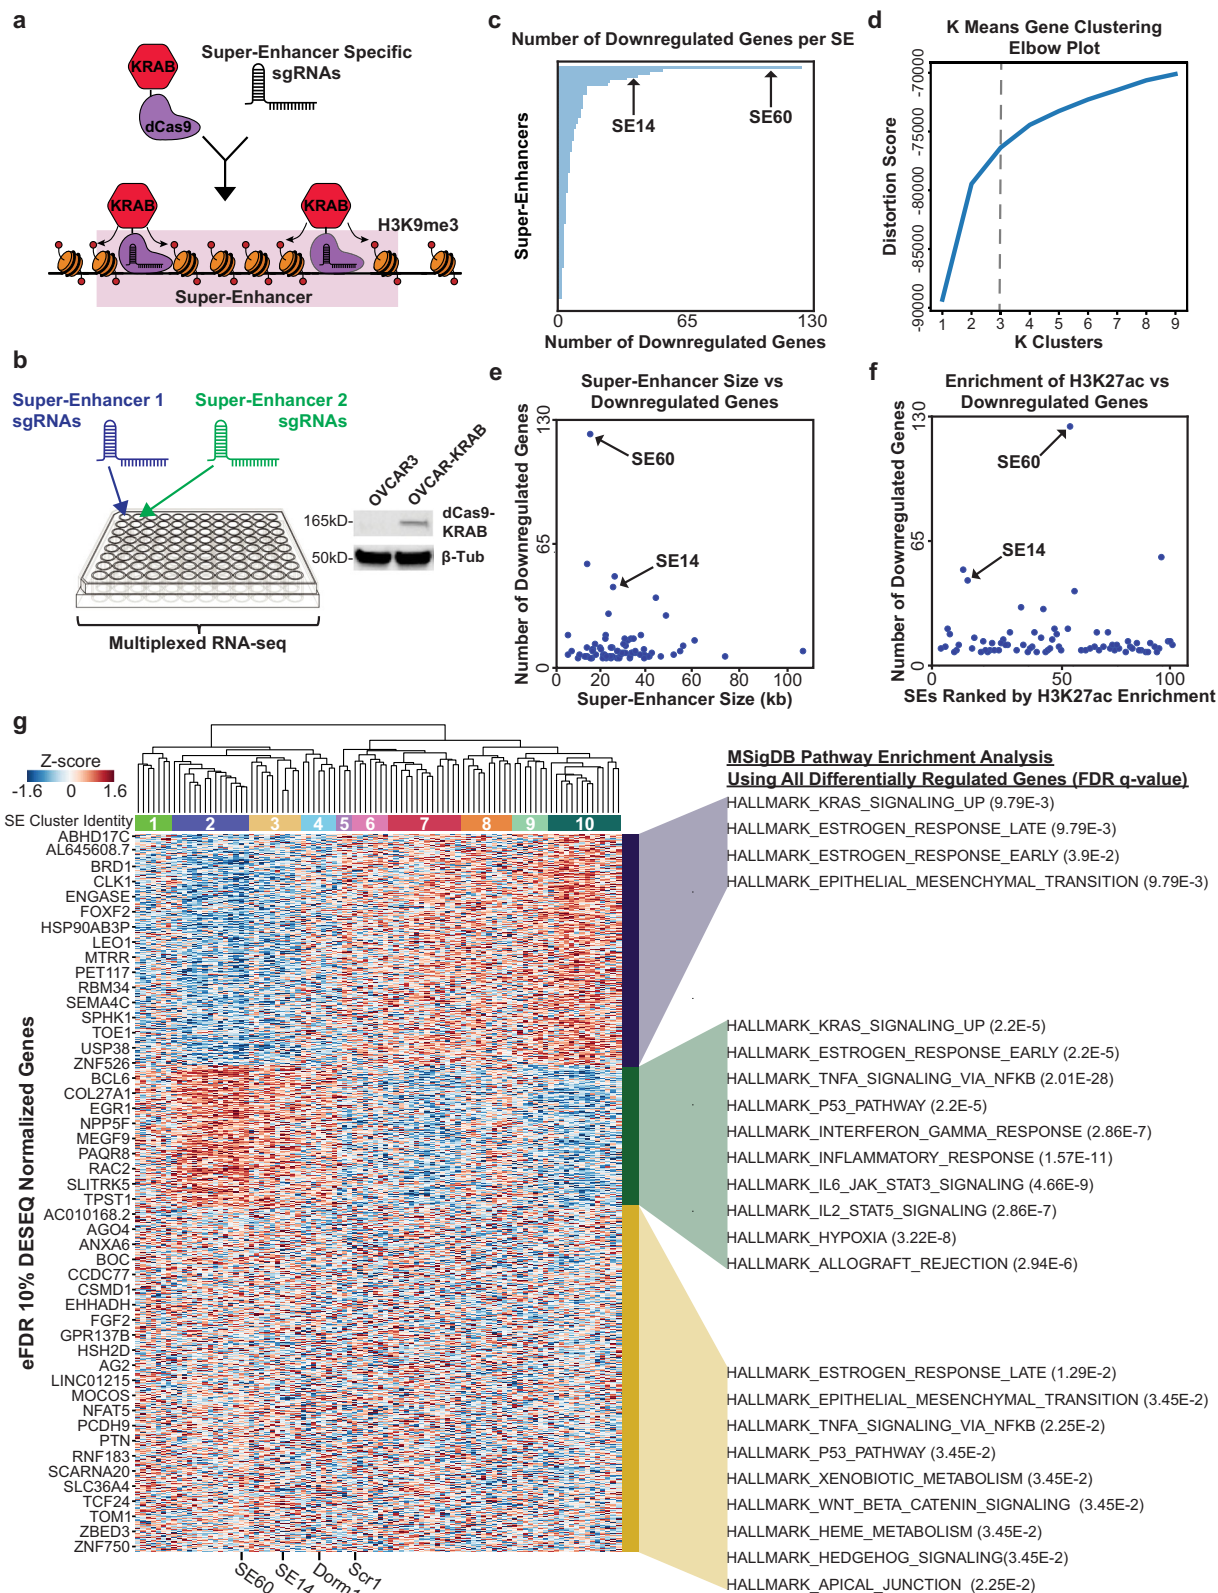 a
KRAB
Super-Enhancer Specific
sgRNAs
dCas9
KRAB
KRAB
H3K9me3
Super-Enhancer
b
Super-Enhancer 1
sgRNAs
Super-Enhancer 2
sgRNAs
Multiplexed RNA-seq
OVCAR3
OVCAR-KRAB
165kD-
dCas9-
KRAB
50kD-
β-Tub
c
Number of Downregulated Genes per SE
Super-Enhancers
SE14
SE60
0
65
130
Number of Downregulated Genes
d
K Means Gene Clustering
Elbow Plot
Distortion Score
-70000
-75000
-80000
-85000
-90000
1 2 3 4 5 6 7 8 9
K Clusters
e
Super-Enhancer Size vs
Downregulated Genes
Number of Downregulated Genes
130
65
0
SE60
SE14
0 20 40 60 80 100
Super-Enhancer Size (kb)
f
Enrichment of H3K27ac vs
Downregulated Genes
Number of Downregulated Genes
130
65
0
SE60
SE14
0 50 100
SEs Ranked by H3K27ac Enrichment
g
Z-score
-1.6 0 1.6
SE Cluster Identity
1 2 3 4 5 6 7 8 9 10
eFDR 10% DESEQ Normalized Genes
ABHD17C
AL645608.7
BRD1
CLK1
ENGASE
FOXF2
HSP90AB3P
LEO1
MTRR
PET117
RBM34
SEMA4C
SPHK1
TOE1
USP38
ZNF526
BCL6
COL27A1
EGR1
NPP5F
MEGF9
PAQR8
RAC2
SLITRK5
TPST1
AC010168.2
AGO4
ANXA6
BOC
CCDC77
CSMD1
EHHADH
FGF2
GPR137B
HSH2D
AG2
LINC01215
MOCOS
NFAT5
PCDH9
PTN
RNF183
SCARNA20
SLC36A4
TCF24
TOM1
ZBED3
ZNF750
SE60
SE14
Dorm1
Scr1
MSigDB Pathway Enrichment Analysis
Using All Differentially Regulated Genes (FDR q-value)
HALLMARK_KRAS_SIGNALING_UP (9.79E-3)
HALLMARK_ESTROGEN_RESPONSE_LATE (9.79E-3)
HALLMARK_ESTROGEN_RESPONSE_EARLY (3.9E-2)
HALLMARK_EPITHELIAL_MESENCHYMAL_TRANSITION (9.79E-3)
HALLMARK_KRAS_SIGNALING_UP (2.2E-5)
HALLMARK_ESTROGEN_RESPONSE_EARLY (2.2E-5)
HALLMARK_TNFA_SIGNALING_VIA_NFKB (2.01E-28)
HALLMARK_P53_PATHWAY (2.2E-5)
HALLMARK_INTERFERON_GAMMA_RESPONSE (2.86E-7)
HALLMARK_INFLAMMATORY_RESPONSE (1.57E-11)
HALLMARK_IL6_JAK_STAT3_SIGNALING (4.66E-9)
HALLMARK_IL2_STAT5_SIGNALING (2.86E-7)
HALLMARK_HYPOXIA (3.22E-8)
HALLMARK_ALLOGRAFT_REJECTION (2.94E-6)
HALLMARK_ESTROGEN_RESPONSE_LATE (1.29E-2)
HALLMARK_EPITHELIAL_MESENCHYMAL_TRANSITION (3.45E-2)
HALLMARK_TNFA_SIGNALING_VIA_NFKB (2.25E-2)
HALLMARK_P53_PATHWAY (3.45E-2)
HALLMARK_XENOBIOTIC_METABOLISM (3.45E-2)
HALLMARK_WNT_BETA_CATENIN_SIGNALING (3.45E-2)
HALLMARK_HEME_METABOLISM (3.45E-2)
HALLMARK_HEDGEHOG_SIGNALING(3.45E-2)
HALLMARK_APICAL_JUNCTION (2.25E-2)